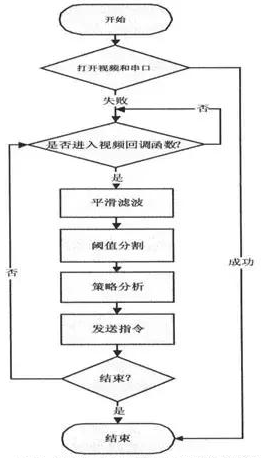 开始
打开视频和串口
失败
否
是否进入视频回调函数?
是
平滑滤波
阈值分割
否
策略分析
成功
发送指令
结束?
是
结束